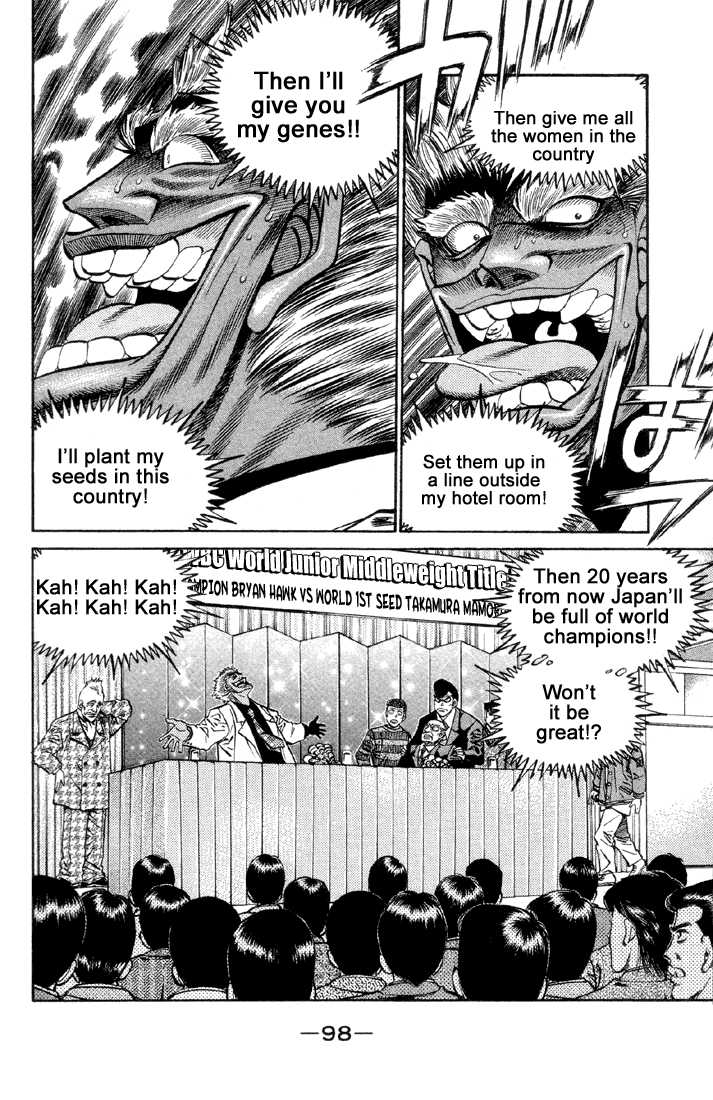 Then give me all
the women in the
country
Set them up in
a line outside
my hotel room!
Then I'll
give you
my genes!!
I'll plant my
seeds in this
country!
BC World Junior Middleweight Title
MPION BRYAN HAWK VS WORLD 1ST SEED TAKAMURA MAMO
Then 20 years
from now Japan'll
be full of world
champions!!
Won't
it be
great!?
Kah! Kah! Kah!
Kah! Kah! Kah!
—98—